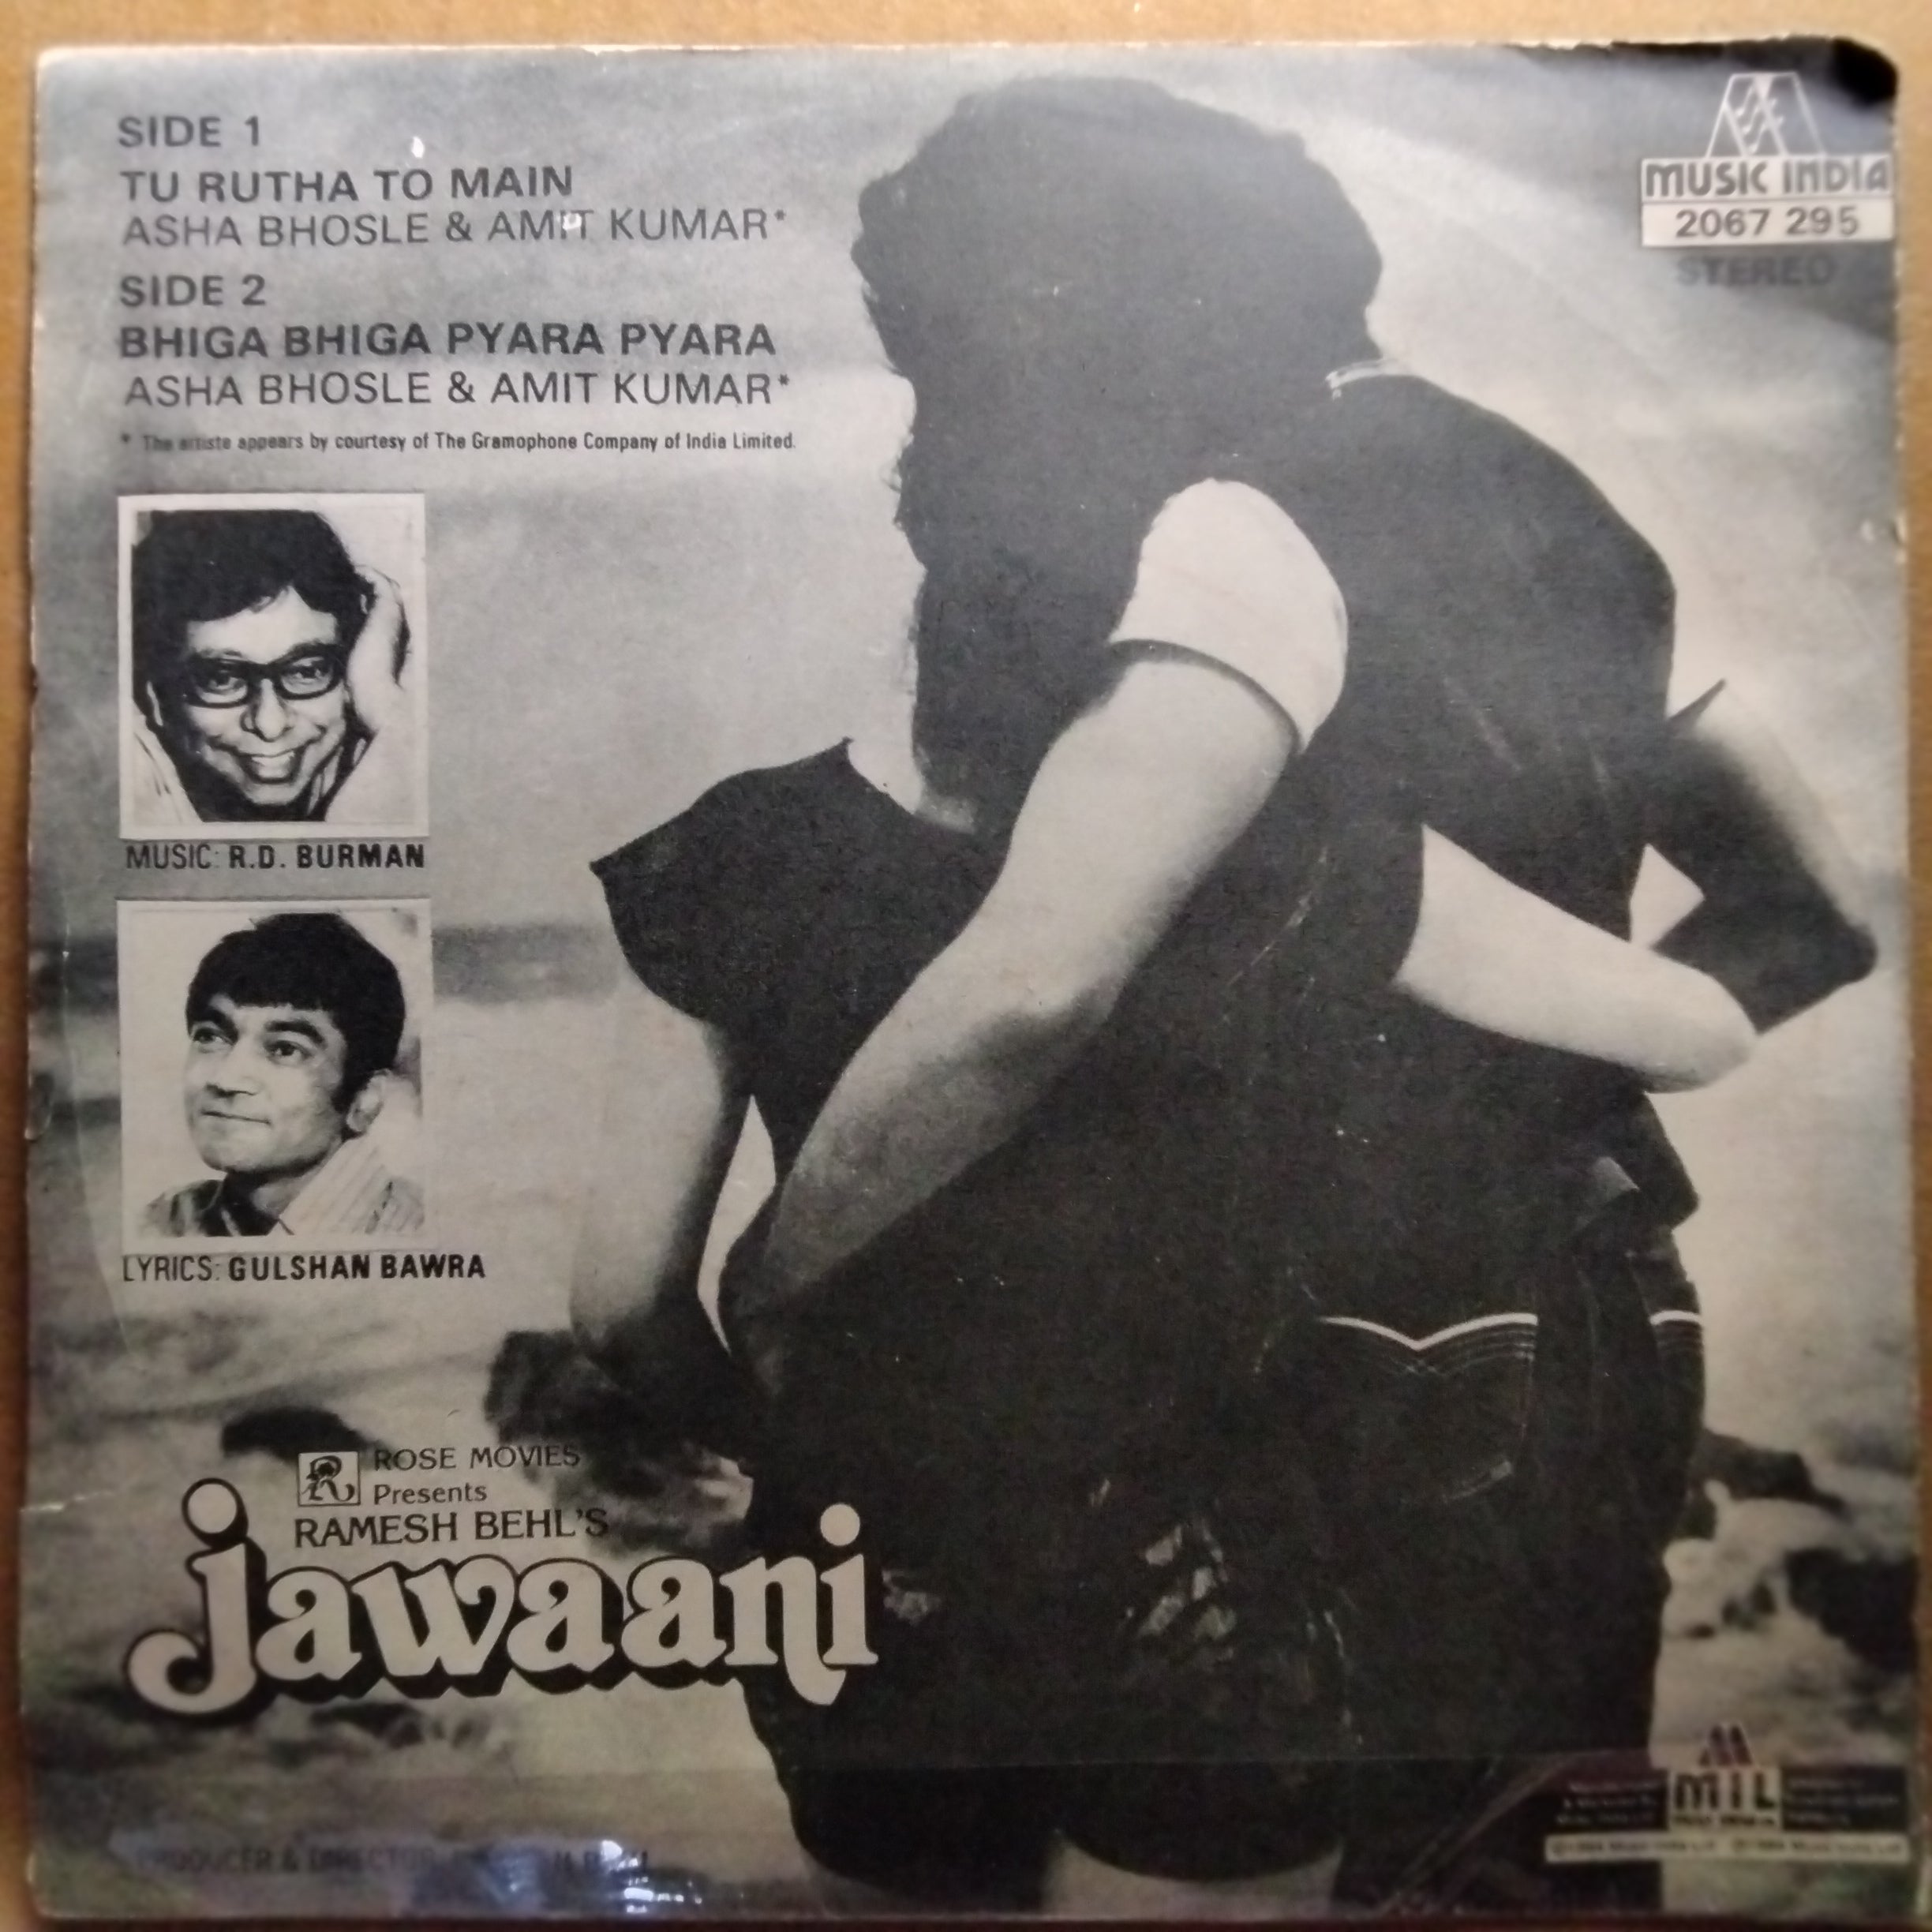 SIDE 1
TU RUTHA TO MAIN
ASHA BHOSLE & AMIT KUMAR*
SIDE 2
BHIGA BHIGA PYARA PYARA
ASHA BHOSLE & AMIT KUMAR*
* The artiste appears by courtesy of The Gramophone Company of India Limited.
MUSIC INDIA
2067 295
STEREO
MUSIC: R.D. BURMAN
LYRICS: GULSHAN BAWRA
R ROSE MOVIES
Presents
RAMESH BEHL'S
jawaani
PRODUCER & DIRECTOR
MIL